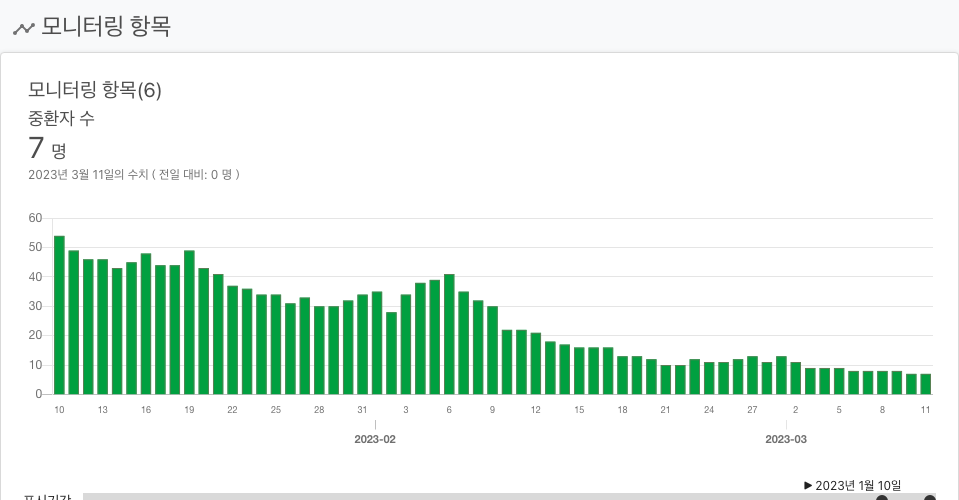 모니터링 항목
모니터링 항목(6)
중환자 수
7 명
2023년 3월 11일의 수치 ( 전일 대비: 0 명 )
60
50
40
30
20
10
0
10 13 16 19 22 25 28 31 3 6 9 12 15 18 21 24 27 2 5 8 11
2023-02 2023-03
▶ 2023년 1월 10일
표시기간